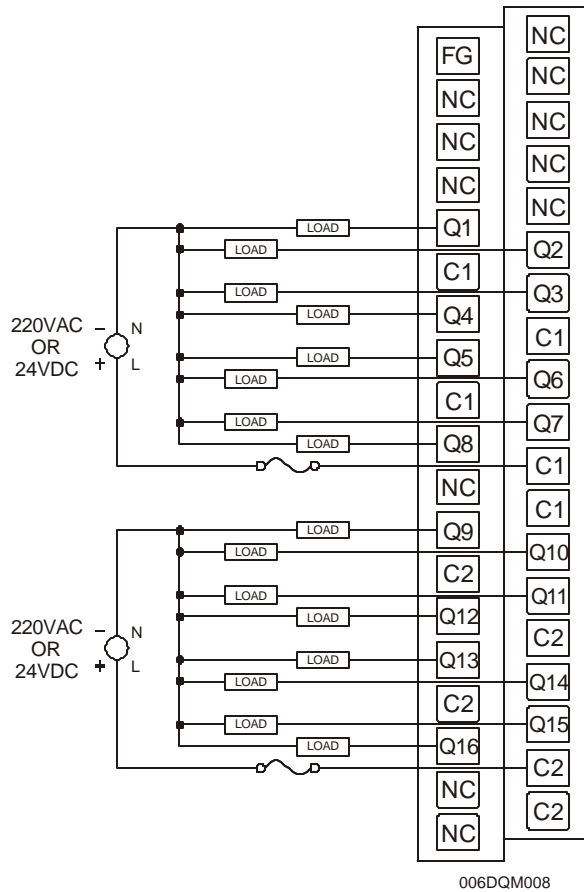 NC
FG
NC
NC
NC
NC
NC
NC
NC
Q1
LOAD
Q2
LOAD
C1
Q3
LOAD
Q4
LOAD
C1
220VAC
OR
24VDC
−
+
N
L
Q5
LOAD
Q6
LOAD
C1
Q7
LOAD
Q8
LOAD
C1
NC
C1
Q9
LOAD
Q10
LOAD
C2
Q11
LOAD
Q12
LOAD
C2
220VAC
OR
24VDC
−
+
N
L
Q13
LOAD
Q14
LOAD
C2
Q15
LOAD
Q16
LOAD
C2
NC
C2
NC
006DQM008